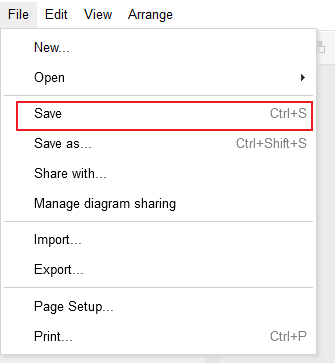 File Edit View Arrange
New...
Open
Save Ctrl+S
Save as... Ctrl+Shift+S
Share with...
Manage diagram sharing
Import...
Export...
Page Setup...
Print... Ctrl+P